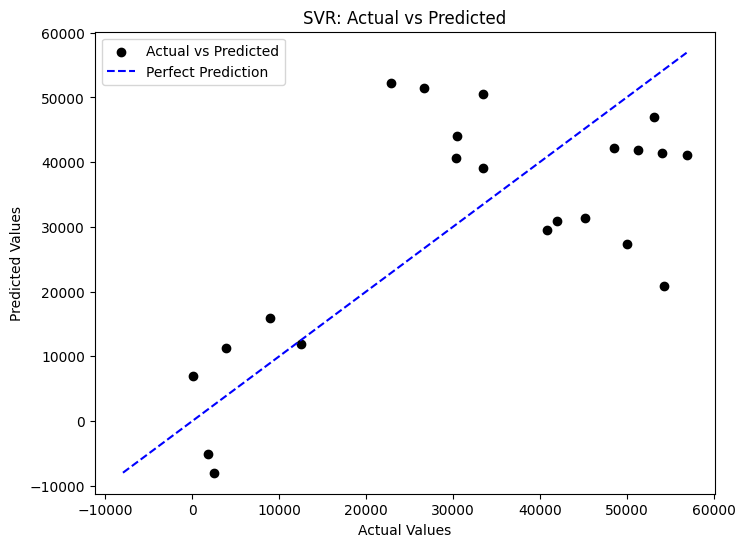 SVR: Actual vs Predicted
Actual vs Predicted
Perfect Prediction
60000
50000
40000
30000
20000
10000
0
−10000
Predicted Values
−10000 0 10000 20000 30000 40000 50000 60000
Actual Values